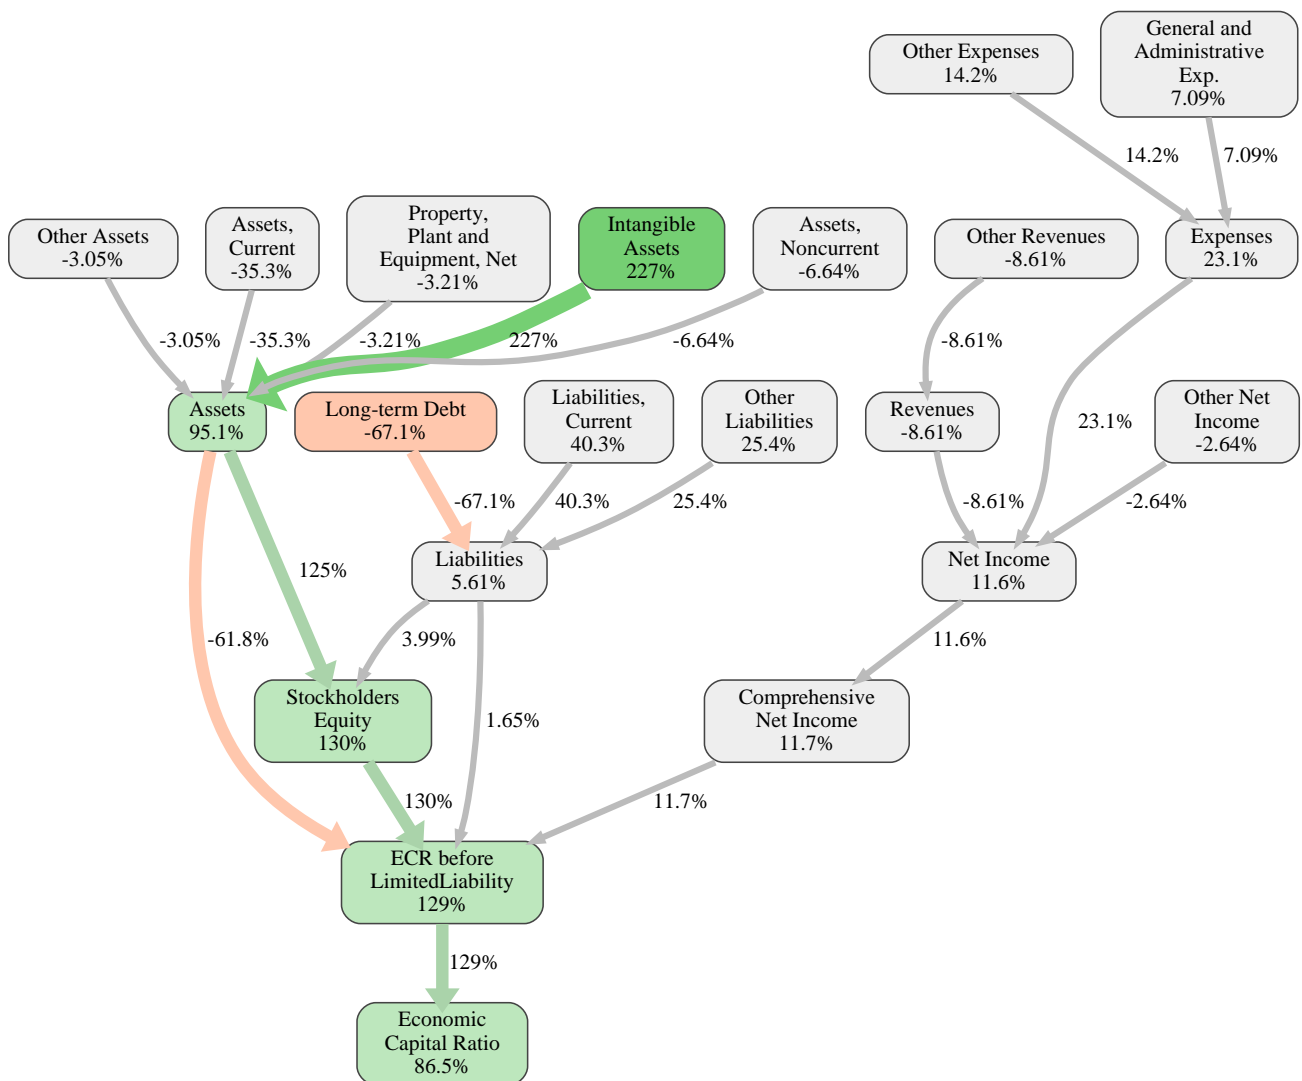 Other Expenses
14.2%
General and
Administrative
Exp.
7.09%
14.2%
7.09%
Other Assets
-3.05%
Assets,
Current
-35.3%
Property,
Plant and
Equipment, Net
-3.21%
Intangible
Assets
227%
Assets,
Noncurrent
-6.64%
Other Revenues
-8.61%
Expenses
23.1%
-3.05%
-35.3%
-3.21%
227%
-6.64%
-8.61%
Assets
95.1%
Long-term Debt
-67.1%
Liabilities,
Current
40.3%
Other
Liabilities
25.4%
Revenues
-8.61%
23.1%
Other Net
Income
-2.64%
-67.1%
40.3%
25.4%
-8.61%
-2.64%
125%
Liabilities
5.61%
Net Income
11.6%
-61.8%
3.99%
11.6%
Stockholders
Equity
130%
1.65%
Comprehensive
Net Income
11.7%
130%
11.7%
ECR before
LimitedLiability
129%
129%
Economic
Capital Ratio
86.5%